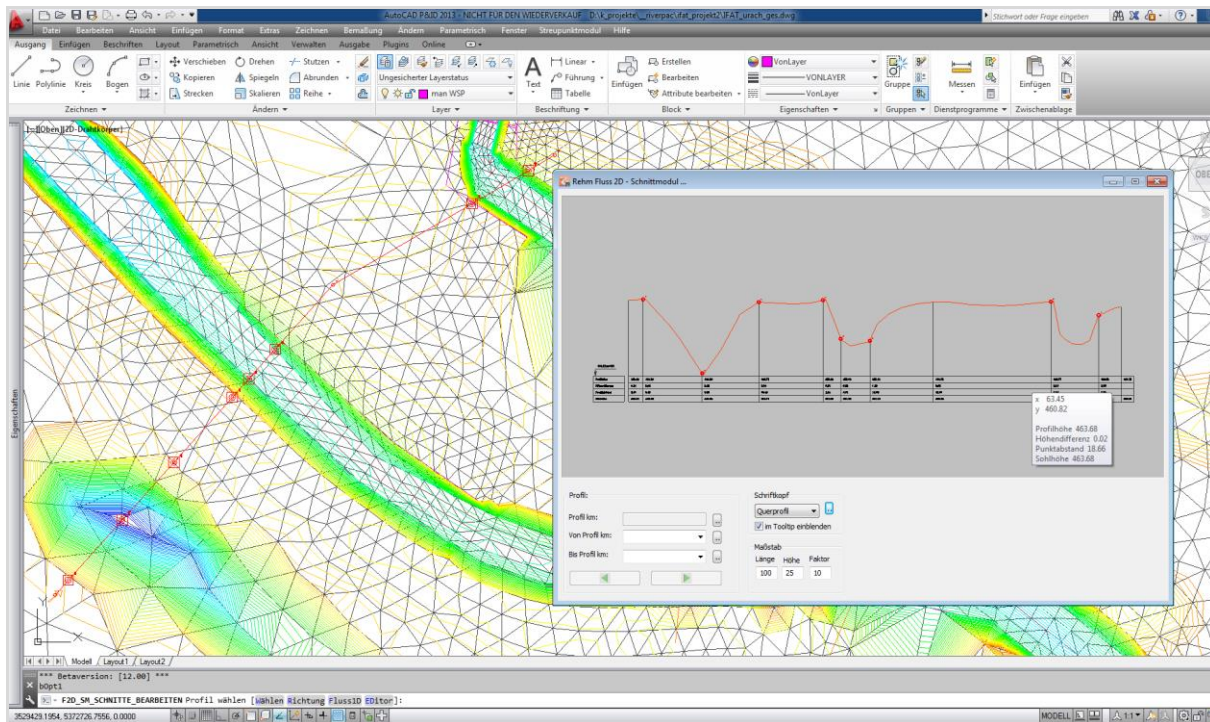 AutoCAD P&ID 2013 - NICHT FÜR DEN WIEDERVERKAUF D:\k_projekte\_riverpac\ifat_projekt2\IFAT_urach_ges.dwg
Stichwort oder Frage eingeben
Datei Bearbeiten Ansicht Einfügen Format Extras Zeichnen Bemaßung Ändern Parametrisch Fenster Streupunktmodul Hilfe
Ausgang Einfügen Beschriften Layout Parametrisch Ansicht Verwalten Ausgabe Plugins Online
Linie Polylinie Kreis Bogen
Verschieben Drehen Stutzen
Kopieren Spiegeln Abrunden
Strecken Skalieren Reihe
Ungesicherter Layerstatus
man WSP
Text
Linear
Führung
Tabelle
Einfügen
Erstellen
Bearbeiten
Attribute bearbeiten
VonLayer
VONLAYER
VonLayer
Gruppe
Messen
Einfügen
Zeichnen Ändern Layer Beschriftung Block Eigenschaften Gruppen Dienstprogramme Zwischenablage
[–][Oben][2D-Drahtkörper]
Rehm Fluss 2D - Schnittmodul ...
x 63.45
y 460.82
Profilhöhe 463.68
Höhendifferenz 0.02
Punktabstand 18.66
Sohlhöhe 463.68
Profil:
Profil km:
Von Profil km:
Bis Profil km:
Schriftkopf
Querprofil
im Tooltip einblenden
Maßstab
Länge Höhe Faktor
100 25 10
Eigenschaften
Y
X
Modell Layout1 Layout2
*** Betaversion: [12.00] ***
bOpt1
F2D_SM_SCHNITTE_BEARBEITEN Profil wählen [Wählen Richtung Fluss1D EDitor]:
3529429.1954, 5372726.7556, 0.0000
MODELL
1:1